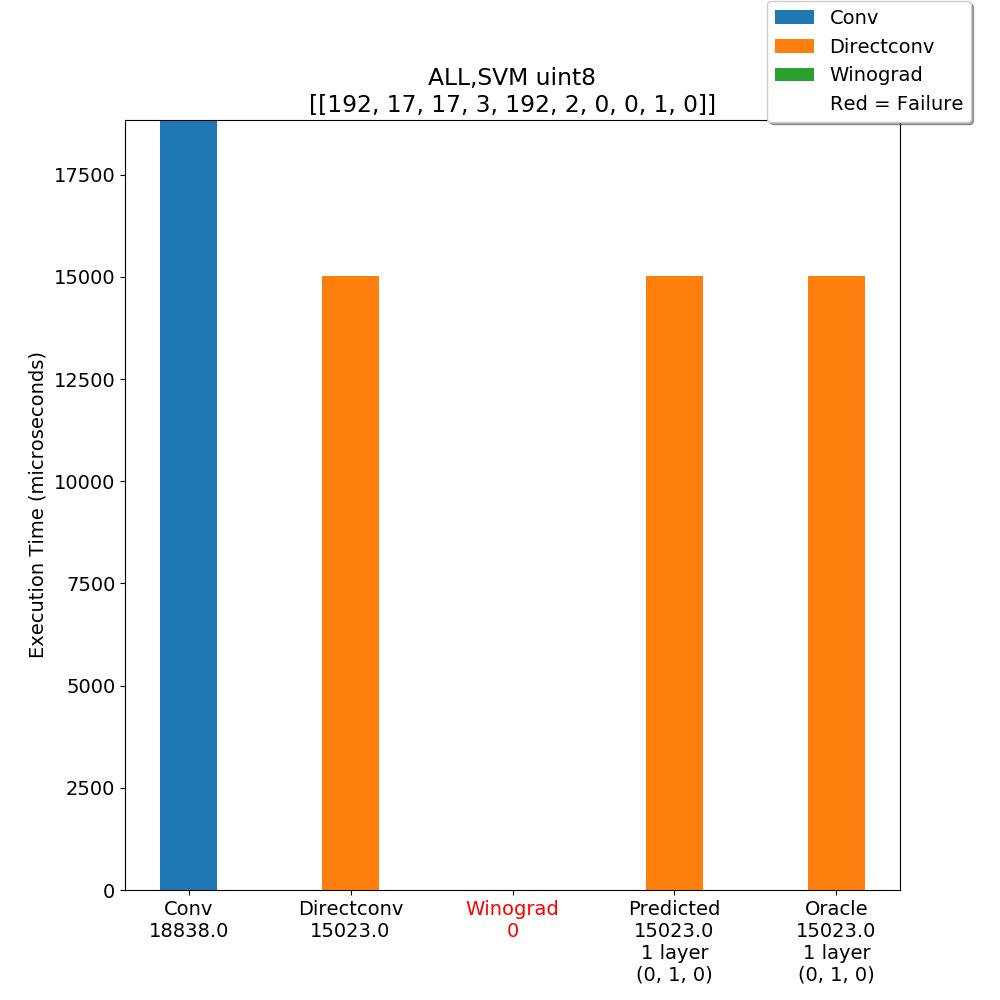 Conv
Directconv
Winograd
Red = Failure
ALL,SVM uint8
[[192, 17, 17, 3, 192, 2, 0, 0, 1, 0]]
Execution Time (microseconds)
17500
15000
12500
10000
7500
5000
2500
0
Conv
18838.0
Directconv
15023.0
Winograd
0
Predicted
15023.0
1 layer
(0, 1, 0)
Oracle
15023.0
1 layer
(0, 1, 0)